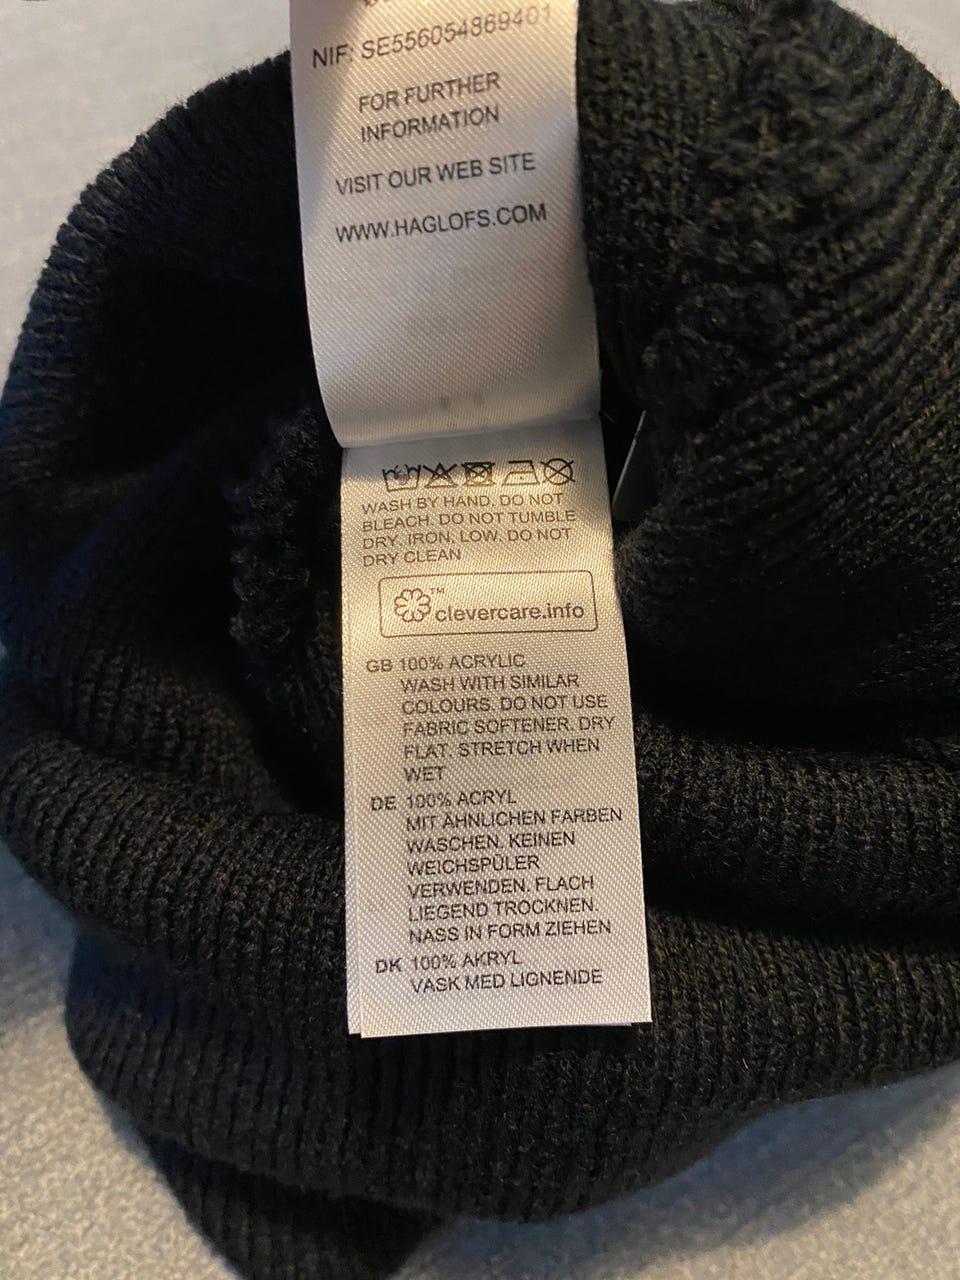 NIF: SE556054869401
FOR FURTHER
INFORMATION
VISIT OUR WEB SITE
WWW.HAGLOFS.COM
WASH BY HAND. DO NOT
BLEACH. DO NOT TUMBLE
DRY. IRON, LOW. DO NOT
DRY CLEAN
™
clevercare.info
GB 100% ACRYLIC
WASH WITH SIMILAR
COLOURS. DO NOT USE
FABRIC SOFTENER. DRY
FLAT. STRETCH WHEN
WET
DE 100% ACRYL
MIT ÄHNLICHEN FARBEN
WASCHEN. KEINEN
WEICHSPÜLER
VERWENDEN. FLACH
LIEGEND TROCKNEN.
NASS IN FORM ZIEHEN
DK 100% AKRYL
VASK MED LIGNENDE